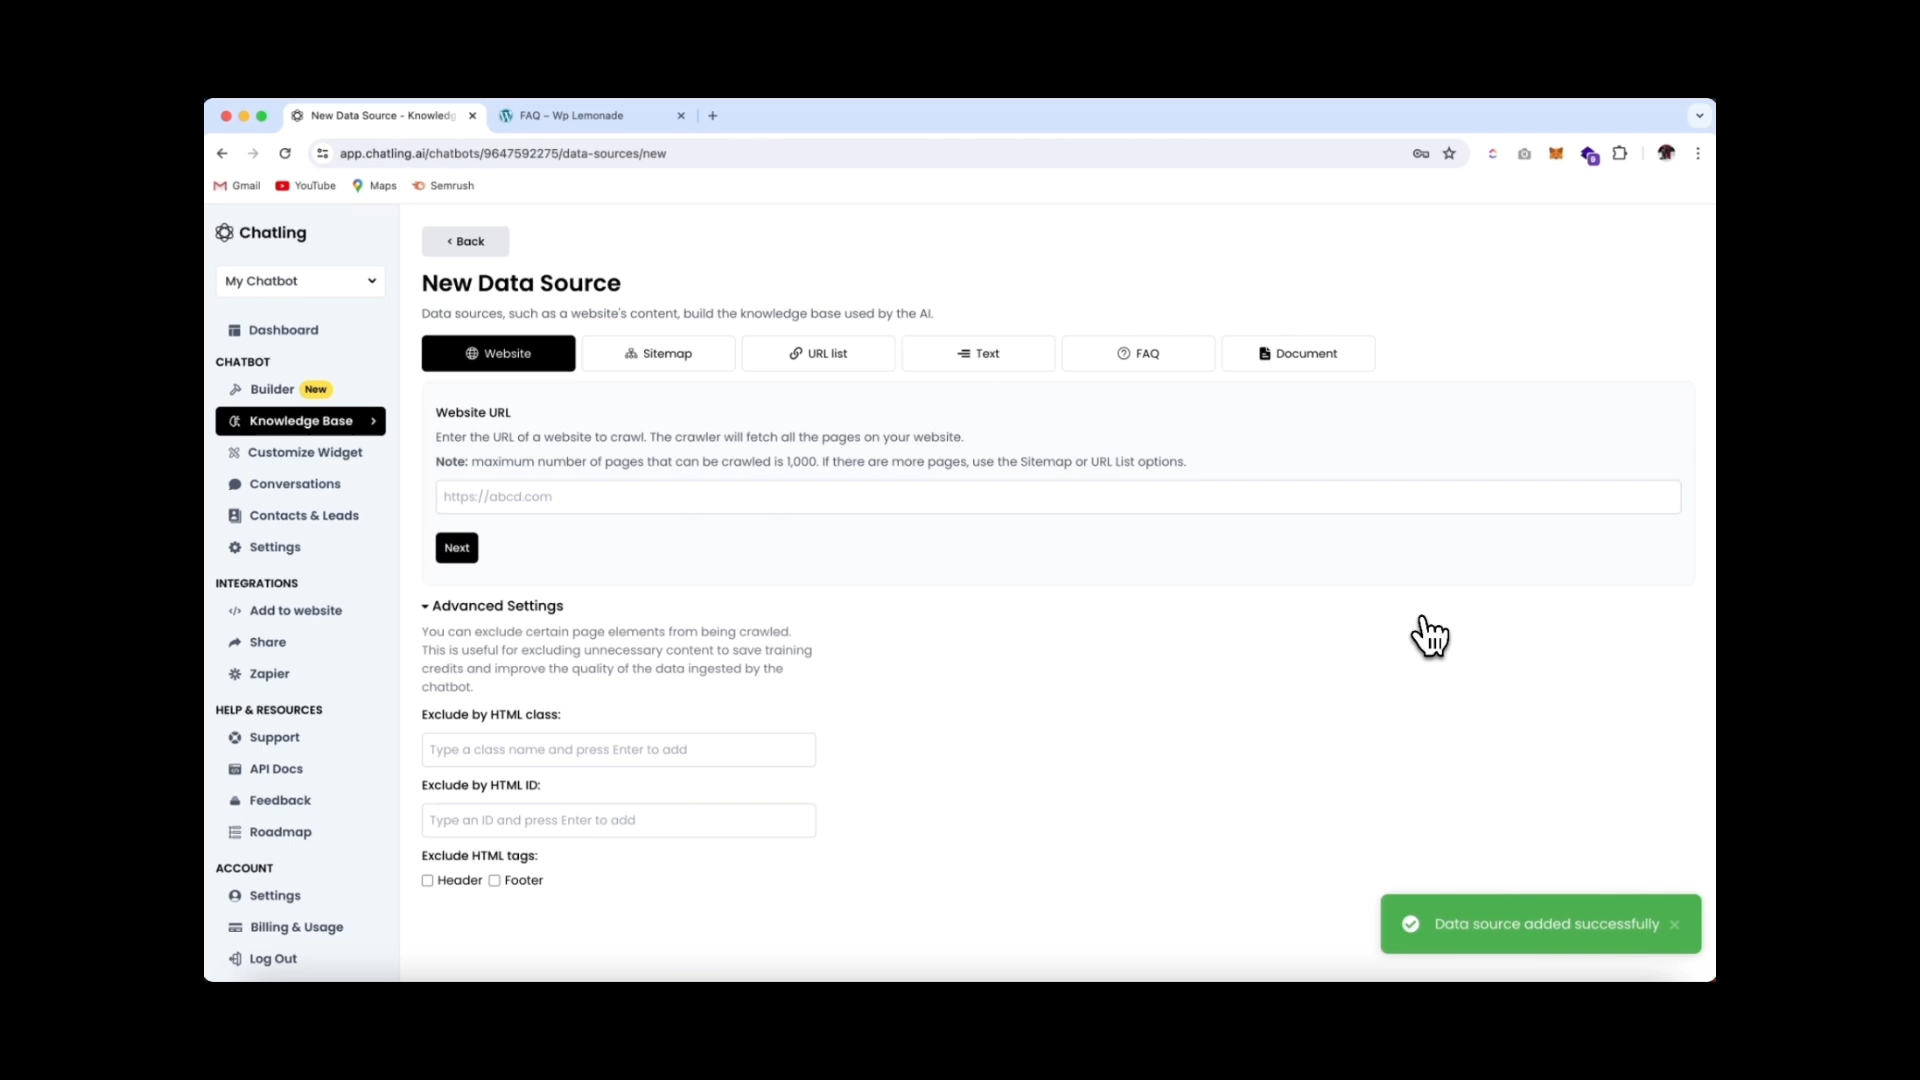 New Data Source - Knowledg
FAQ – Wp Lemonade
app.chatling.ai/chatbots/9647592275/data-sources/new
9
Gmail
YouTube
Maps
Semrush
Chatling
My Chatbot
Dashboard
CHATBOT
Builder New
Knowledge Base
Customize Widget
Conversations
Contacts & Leads
Settings
INTEGRATIONS
Add to website
Share
Zapier
HELP & RESOURCES
Support
API Docs
Feedback
Roadmap
ACCOUNT
Settings
Billing & Usage
Log Out
< Back
New Data Source
Data sources, such as a website's content, build the knowledge base used by the AI.
Website
Sitemap
URL list
Text
FAQ
Document
Website URL
Enter the URL of a website to crawl. The crawler will fetch all the pages on your website.
Note: maximum number of pages that can be crawled is 1,000. If there are more pages, use the Sitemap or URL List options.
https://abcd.com
Next
Advanced Settings
You can exclude certain page elements from being crawled.
This is useful for excluding unnecessary content to save training
credits and improve the quality of the data ingested by the
chatbot.
Exclude by HTML class:
Type a class name and press Enter to add
Exclude by HTML ID:
Type an ID and press Enter to add
Exclude HTML tags:
Header Footer
Data source added successfully